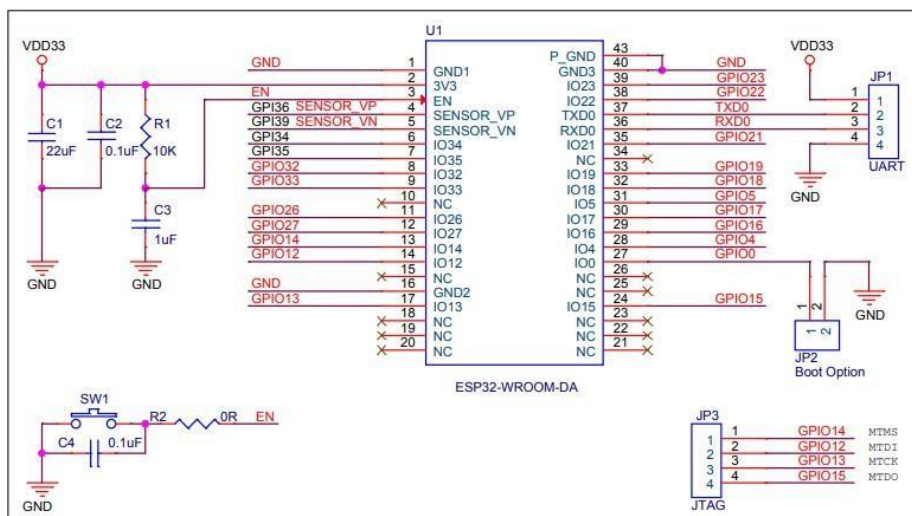 U1
VDD33
C1
22uF
C2
0.1uF
R1
10K
C3
1uF
GND
GND
GND 1 GND1
2 3V3
EN 3 EN
GPI36 SENSOR_VP 4 SENSOR_VP
GPI39 SENSOR_VN 5 SENSOR_VN
GPI34 6 IO34
GPI35 7 IO35
GPIO32 8 IO32
GPIO33 9 IO33
10 NC
GPIO26 11 IO26
GPIO27 12 IO27
GPIO14 13 IO14
GPIO12 14 IO12
15 NC
GND 16 GND2
GPIO13 17 IO13
18 NC
19 NC
20 NC
P_GND 43
GND3 40 GND
IO23 39 GPIO23
IO22 38 GPIO22
TXD0 37 TXD0
RXD0 36 RXD0
IO21 35 GPIO21
NC 34
IO19 33 GPIO19
IO18 32 GPIO18
IO5 31 GPIO5
IO17 30 GPIO17
IO16 29 GPIO16
IO4 28 GPIO4
IO0 27 GPIO0
NC 26
NC 25
IO15 24 GPIO15
NC 23
NC 22
NC 21
ESP32-WROOM-DA
VDD33
JP1
1 1
2 2
3 3
4 4
UART
GND
GND
1 2
1 2
JP2
Boot Option
SW1
R2 0R EN
C4 0.1uF
GND
JP3
1 1 GPIO14 MTMS
2 2 GPIO12 MTDI
3 3 GPIO13 MTCK
4 4 GPIO15 MTDO
JTAG